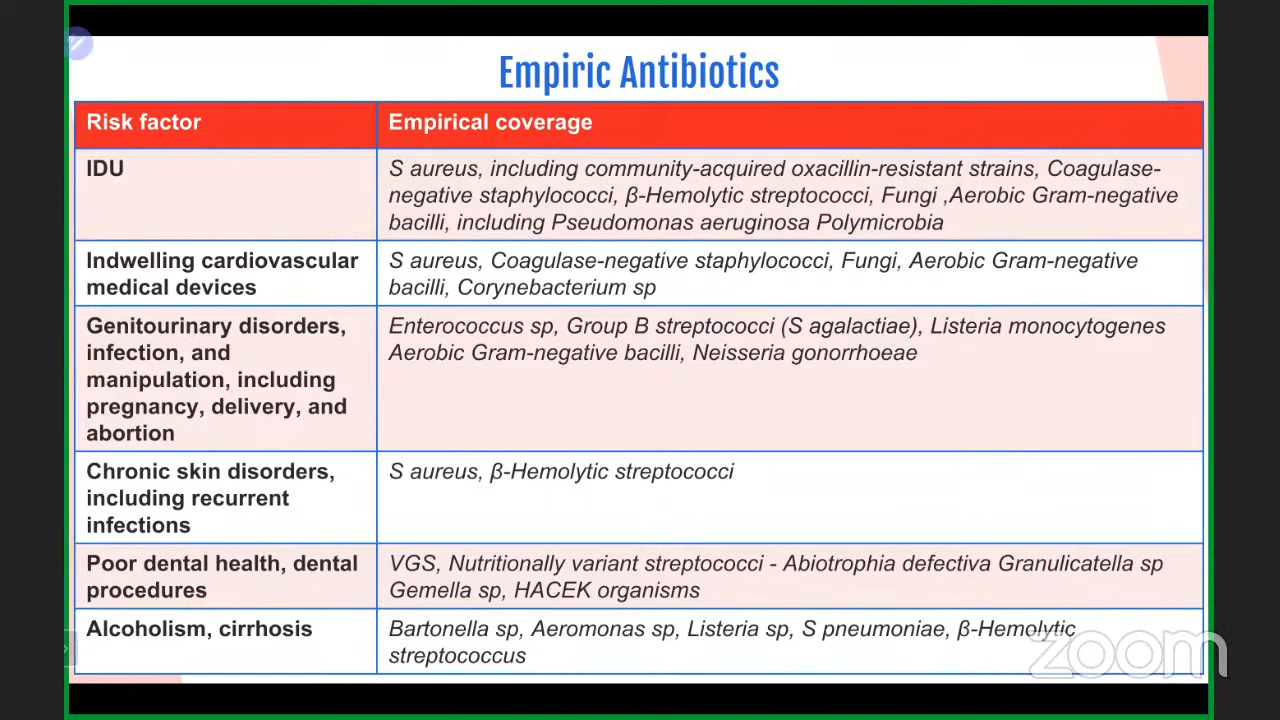 Empiric Antibiotics
Risk factor
Empirical coverage
IDU
S aureus, including community-acquired oxacillin-resistant strains, Coagulase-
negative staphylococci, β-Hemolytic streptococci, Fungi ,Aerobic Gram-negative
bacilli, including Pseudomonas aeruginosa Polymicrobia
Indwelling cardiovascular
medical devices
S aureus, Coagulase-negative staphylococci, Fungi, Aerobic Gram-negative
bacilli, Corynebacterium sp
Genitourinary disorders,
infection, and
manipulation, including
pregnancy, delivery, and
abortion
Enterococcus sp, Group B streptococci (S agalactiae), Listeria monocytogenes
Aerobic Gram-negative bacilli, Neisseria gonorrhoeae
Chronic skin disorders,
including recurrent
infections
S aureus, β-Hemolytic streptococci
Poor dental health, dental
procedures
VGS, Nutritionally variant streptococci - Abiotrophia defectiva Granulicatella sp
Gemella sp, HACEK organisms
Alcoholism, cirrhosis
Bartonella sp, Aeromonas sp, Listeria sp, S pneumoniae, β-Hemolytic
streptococcus
zoom